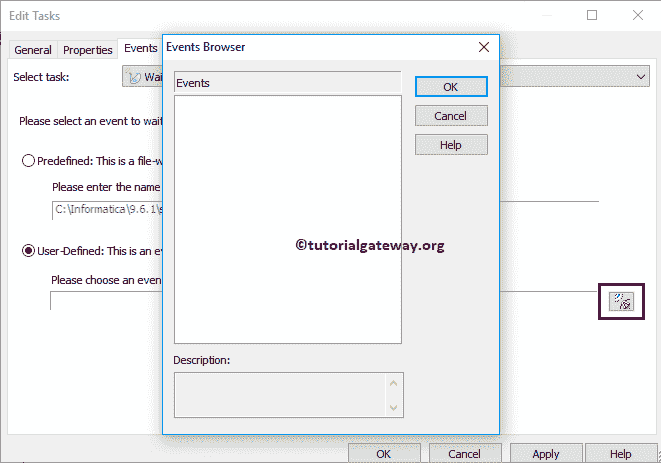 Edit Tasks
General Properties Events
Events Browser
Select task:
Events
OK
Please select an event to wait
Cancel
Help
Predefined: This is a file-w
Please enter the name
C:\Informatica\9.6.1\s
©tutorialgateway.org
User-Defined: This is an ev
Please choose an even
Description:
OK Cancel Apply Help